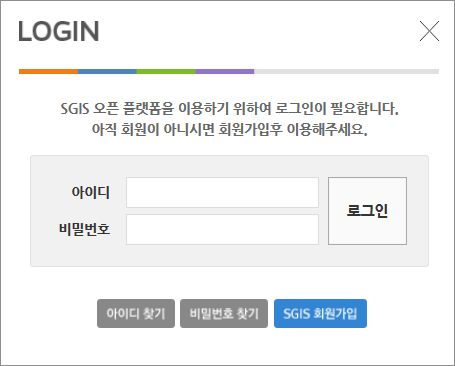 LOGIN
SGIS 오픈 플랫폼을 이용하기 위하여 로그인이 필요합니다.
아직 회원이 아니시면 회원가입후 이용해주세요.
아이디
비밀번호
로그인
아이디 찾기 비밀번호 찾기 SGIS 회원가입